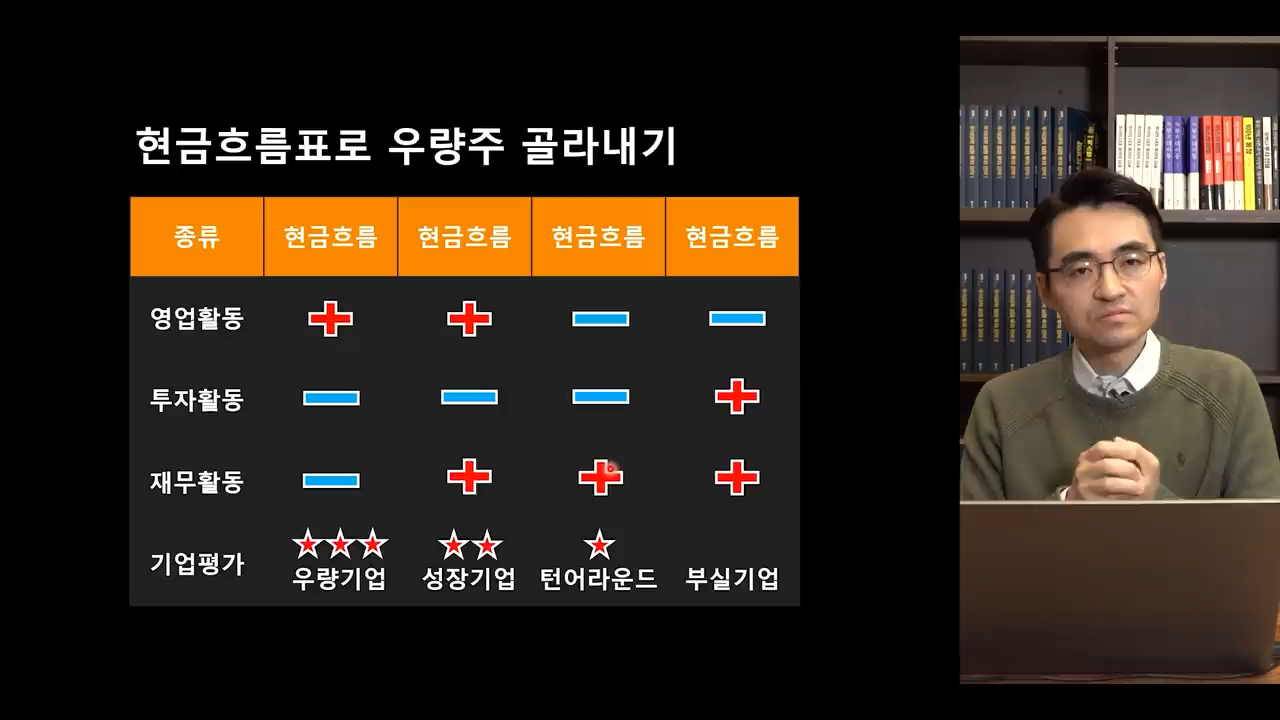 현금흐름표로 우량주 골라내기
종류 현금흐름 현금흐름 현금흐름 현금흐름
영업활동
투자활동
재무활동
기업평가
우량기업 성장기업 턴어라운드 부실기업